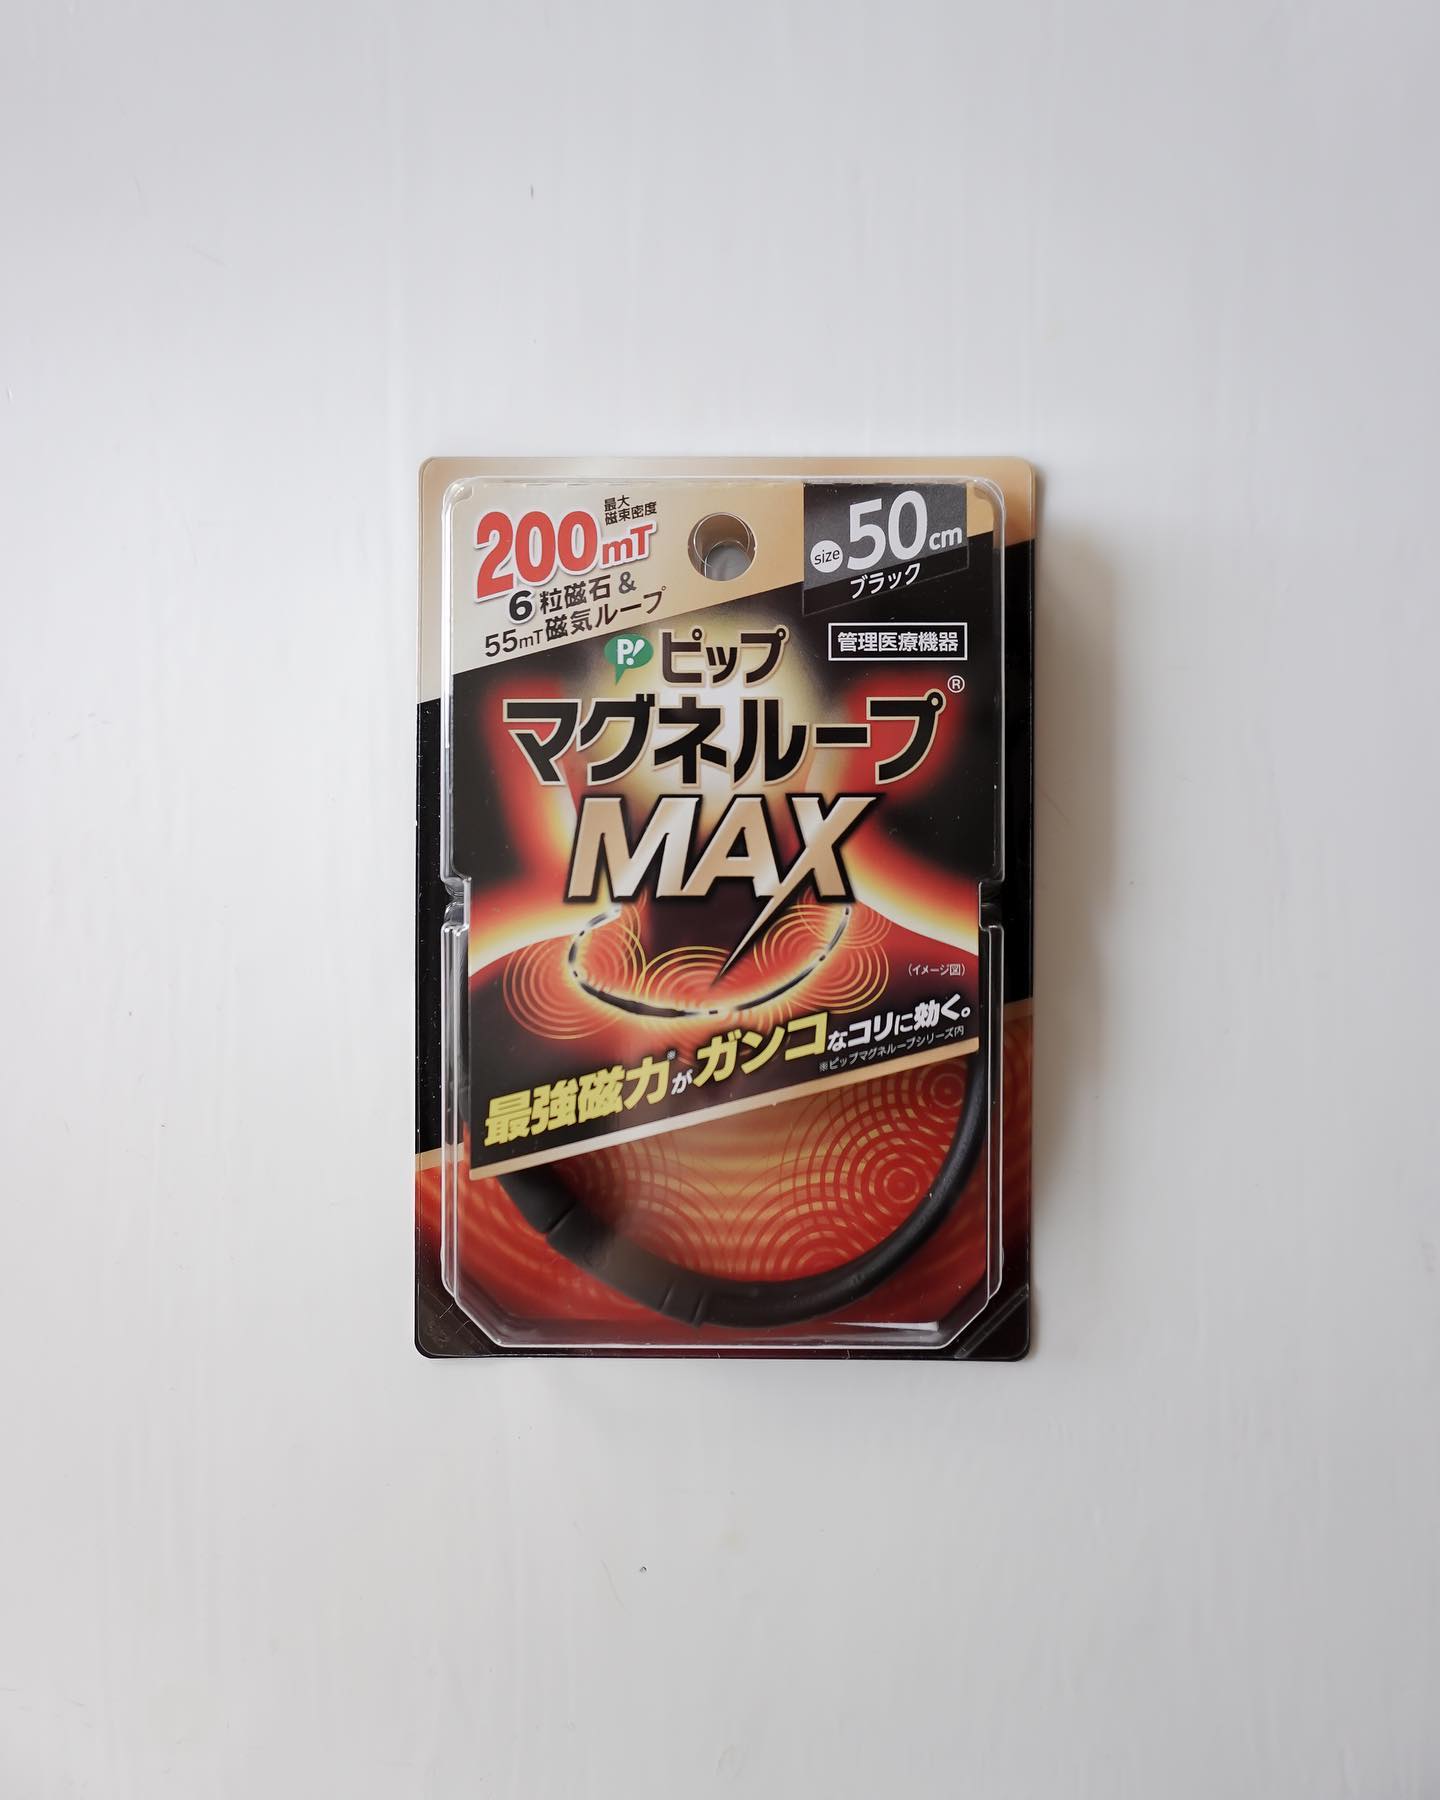 200mT
最大
磁束密度
6粒磁石&
55mT磁気ループ
size 50cm
ブラック
管理医療機器
P! ピップ
マグネループ®
MAX
(イメージ図)
最強磁力※がガンコなコリに効く。
※ピップマグネループシリーズ内